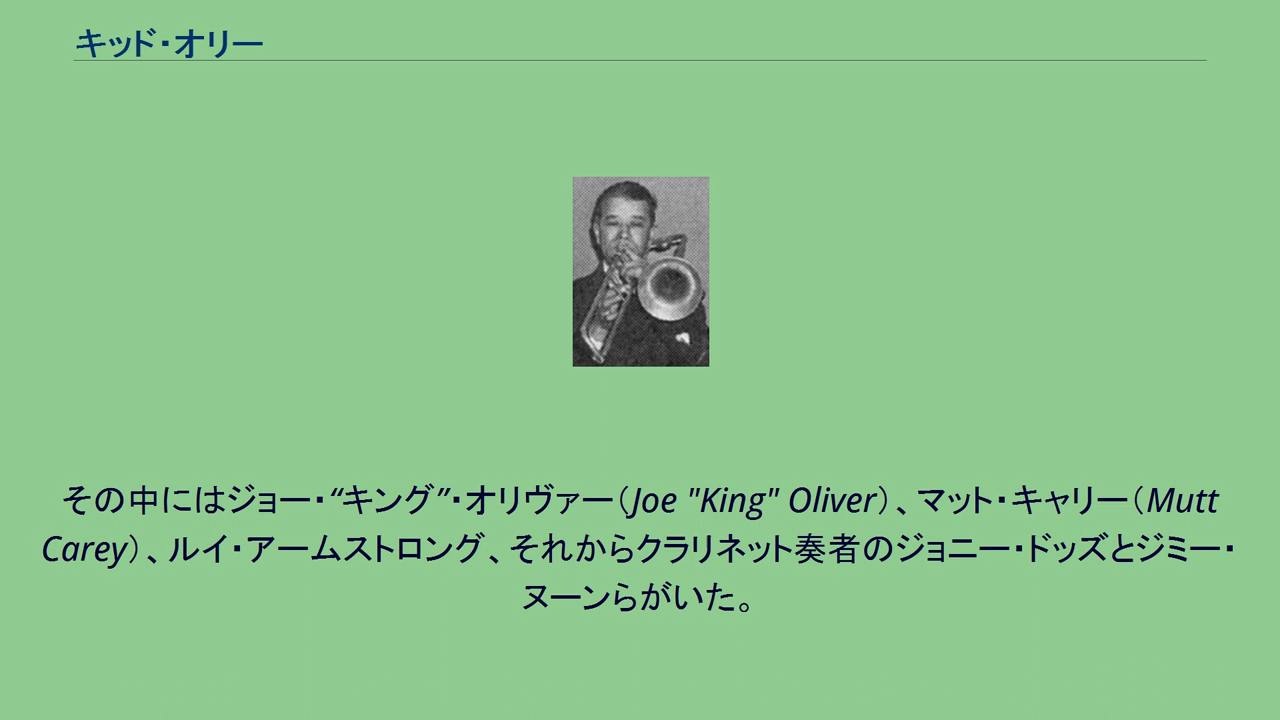 キッド・オリー
その中にはジョー・“キング”・オリヴァー（Joe "King" Oliver）、マット・キャリー（Mutt
Carey）、ルイ・アームストロング、それからクラリネット奏者のジョニー・ドッズとジミー・
ヌーンらがいた。